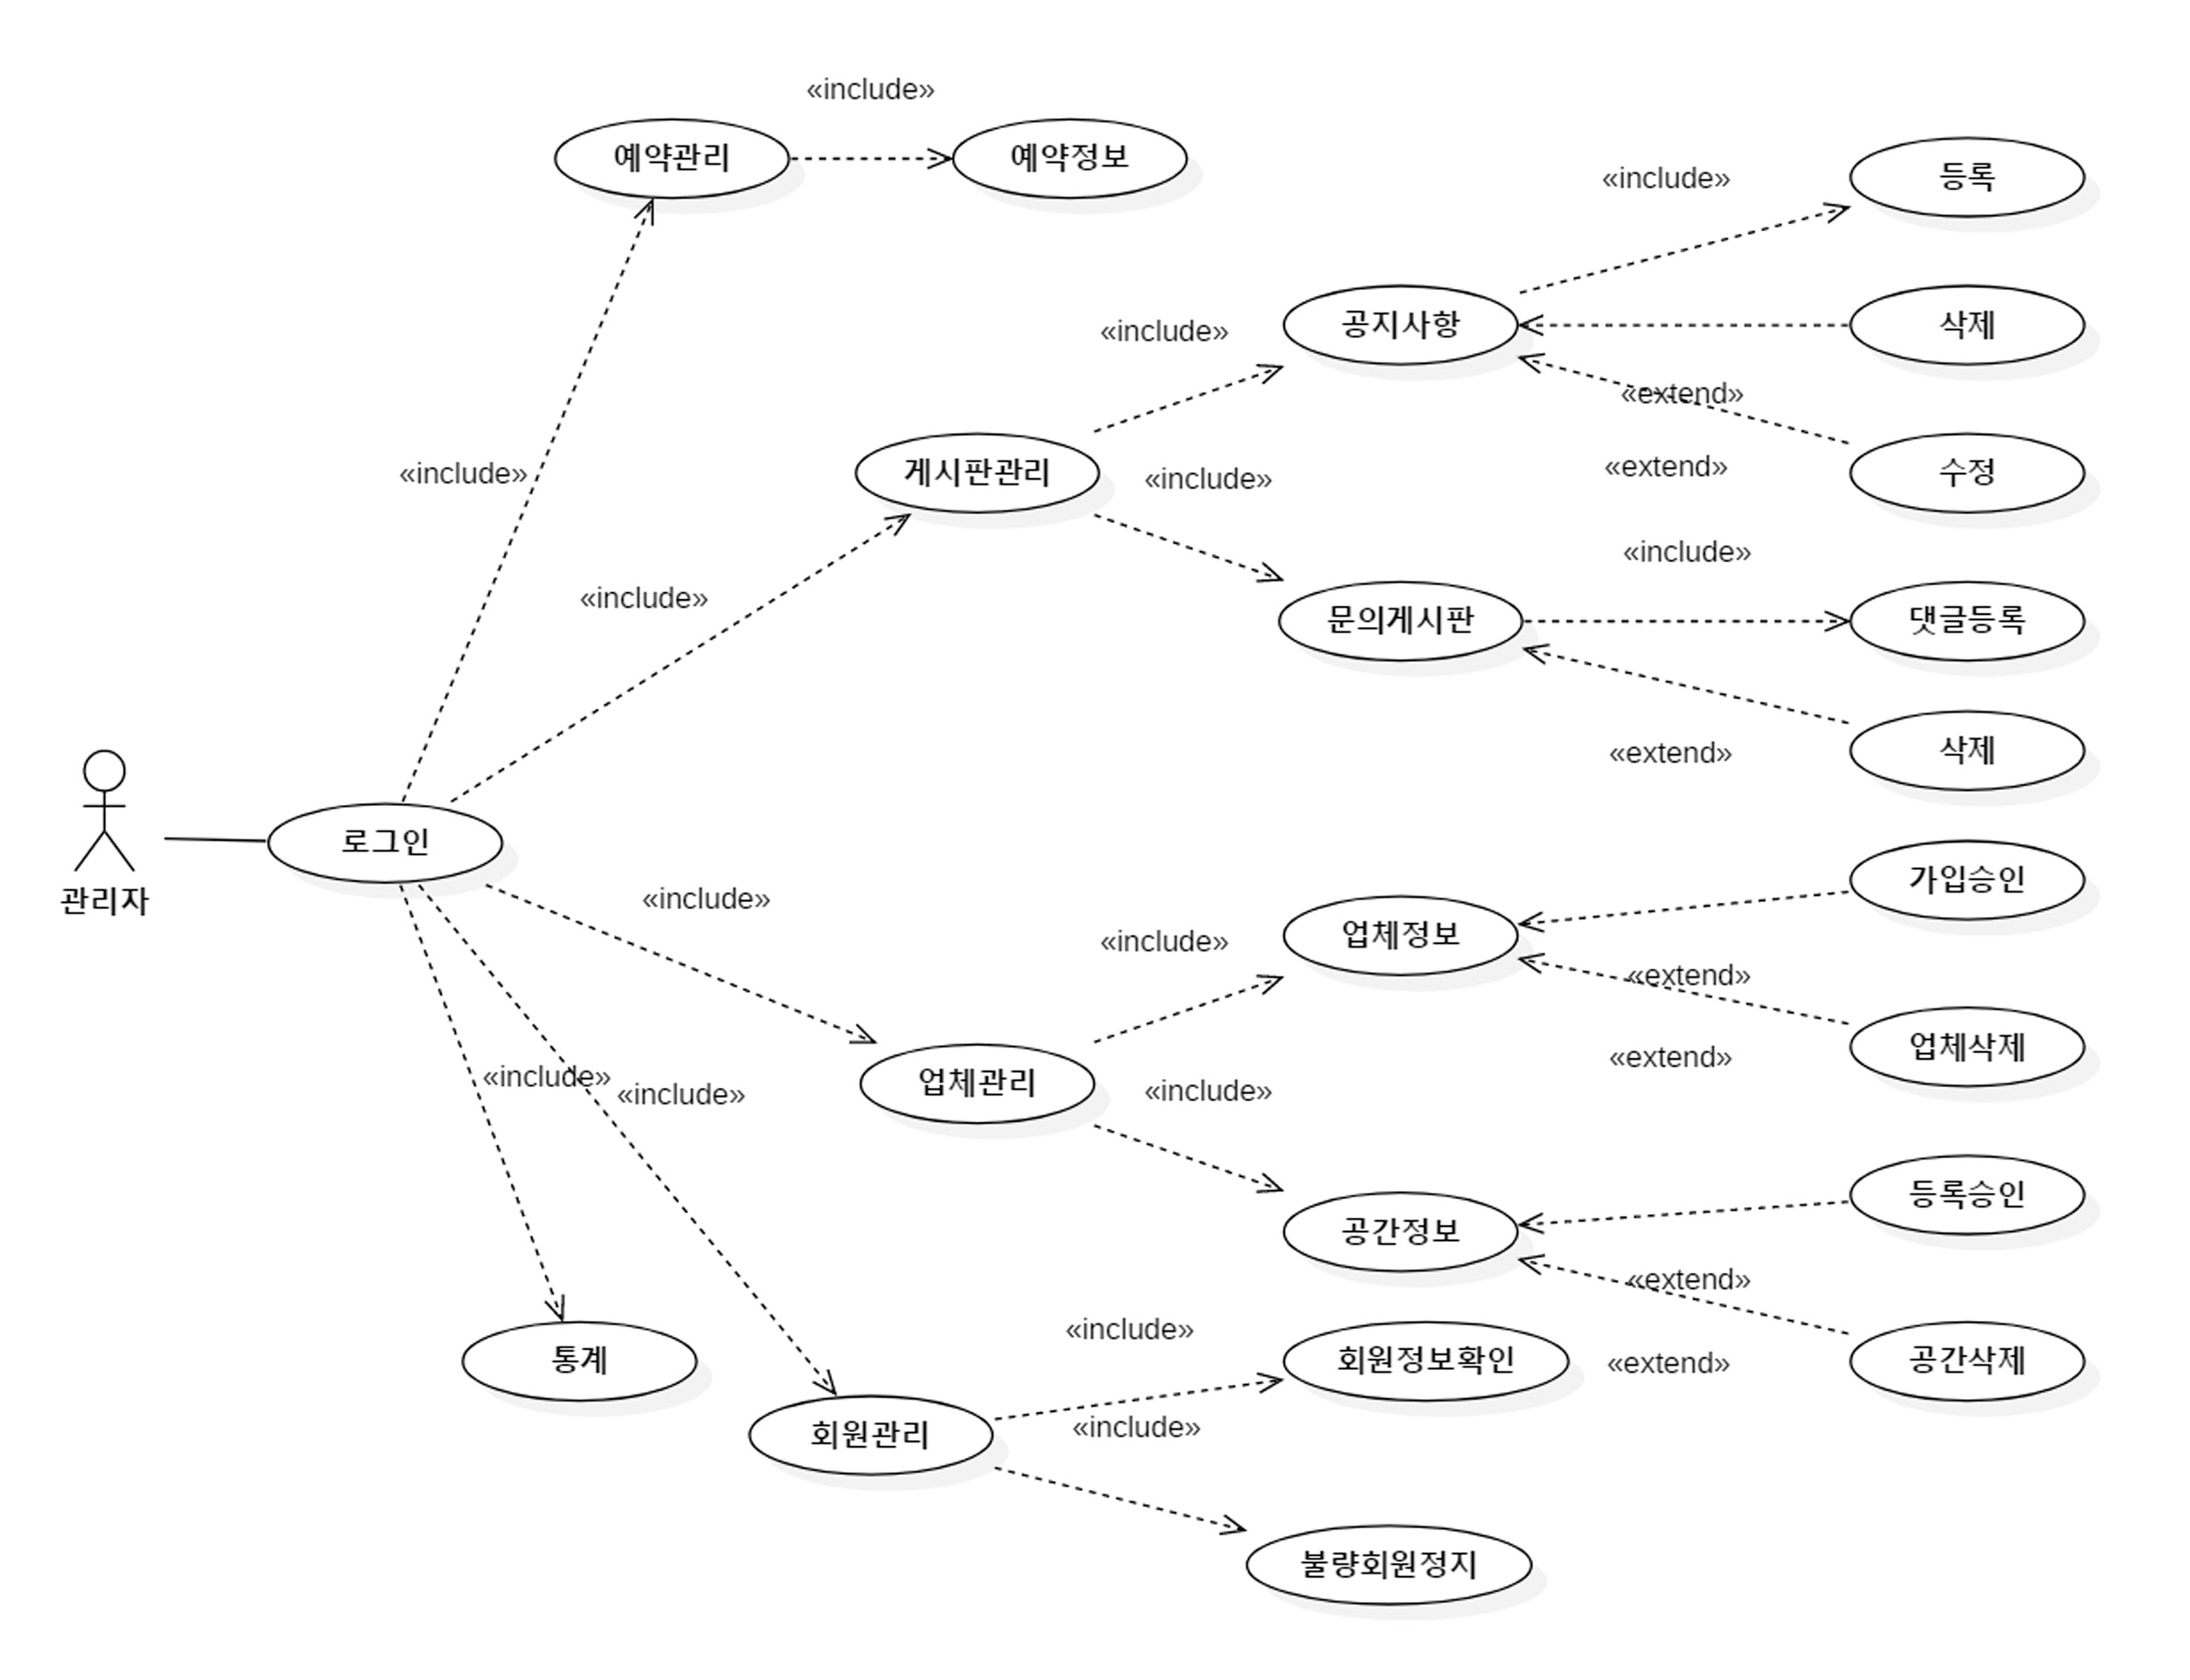 «include»
예약관리
예약정보
«include»
등록
«include»
공지사항
삭제
«extend»
«include»
게시판관리
«include»
«extend»
수정
«include»
«include»
문의게시판
댓글등록
«extend»
삭제
로그인
관리자
«include»
«include»
업체정보
가입승인
«extend»
«include»
«include»
업체관리
«include»
«extend»
업체삭제
공간정보
등록승인
«extend»
통계
«include»
회원정보확인
«extend»
공간삭제
회원관리
«include»
불량회원정지